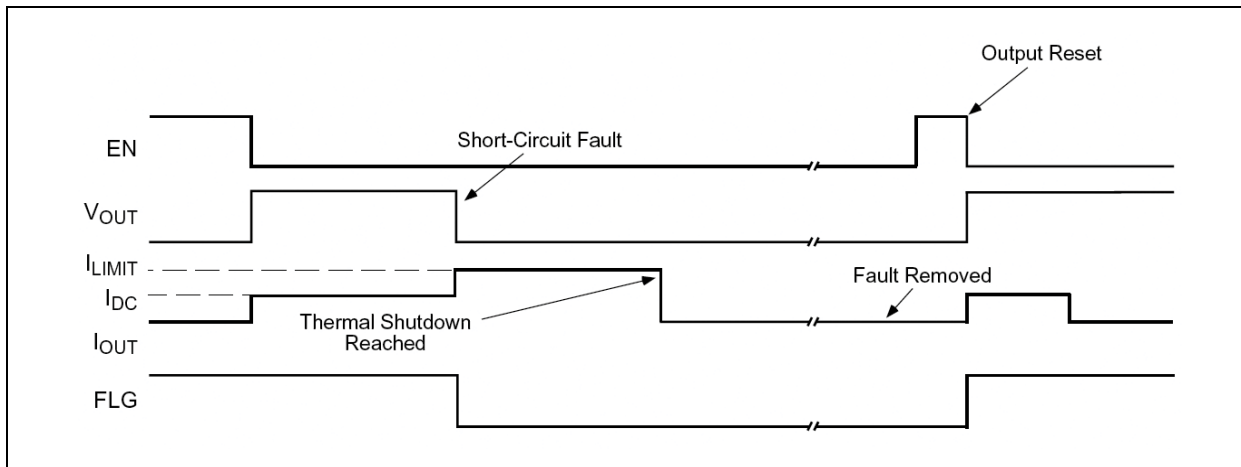 Output Reset
EN
Short-Circuit Fault
VOUT
ILIMIT
Fault Removed
IDC
Thermal Shutdown
Reached
IOUT
FLG